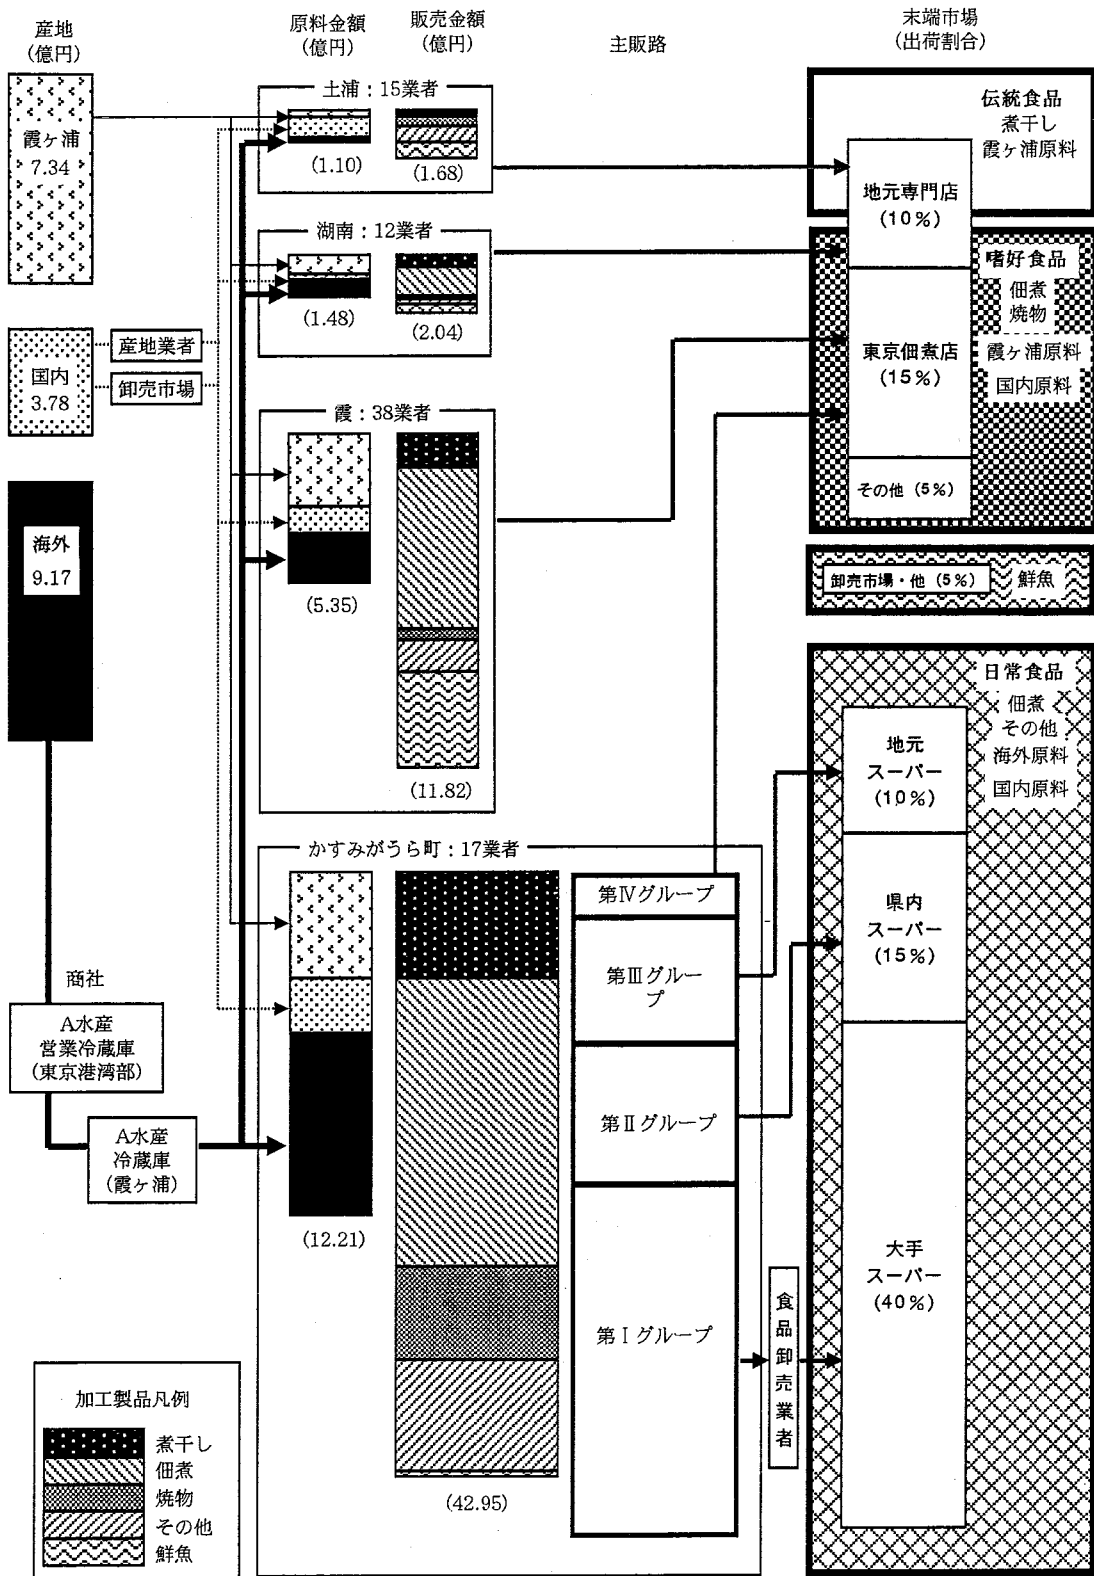 産地
(億円)
原料金額
(億円)
販売金額
(億円)
主販路
末端市場
(出荷割合)
霞ヶ浦
7.34
土浦：15業者
(1.10)
(1.68)
伝統食品
煮干し
霞ヶ浦原料
地元専門店
(10%)
湖南：12業者
(1.48)
(2.04)
嗜好食品
佃煮
焼物
霞ヶ浦原料
国内原料
東京佃煮店
(15%)
その他 (5%)
国内
3.78
産地業者
卸売市場
霞：38業者
(5.35)
(11.82)
海外
9.17
卸売市場・他 (5%)
鮮魚
日常食品
佃煮
その他
海外原料
国内原料
地元
スーパー
(10%)
県内
スーパー
(15%)
大手
スーパー
(40%)
かすみがうら町：17業者
(12.21)
(42.95)
第Ⅳグループ
第Ⅲグルー
プ
第Ⅱグループ
第Ⅰグループ
食品卸売業者
商社
A水産
営業冷蔵庫
(東京港湾部)
A水産
冷蔵庫
(霞ヶ浦)
加工製品凡例
煮干し
佃煮
焼物
その他
鮮魚